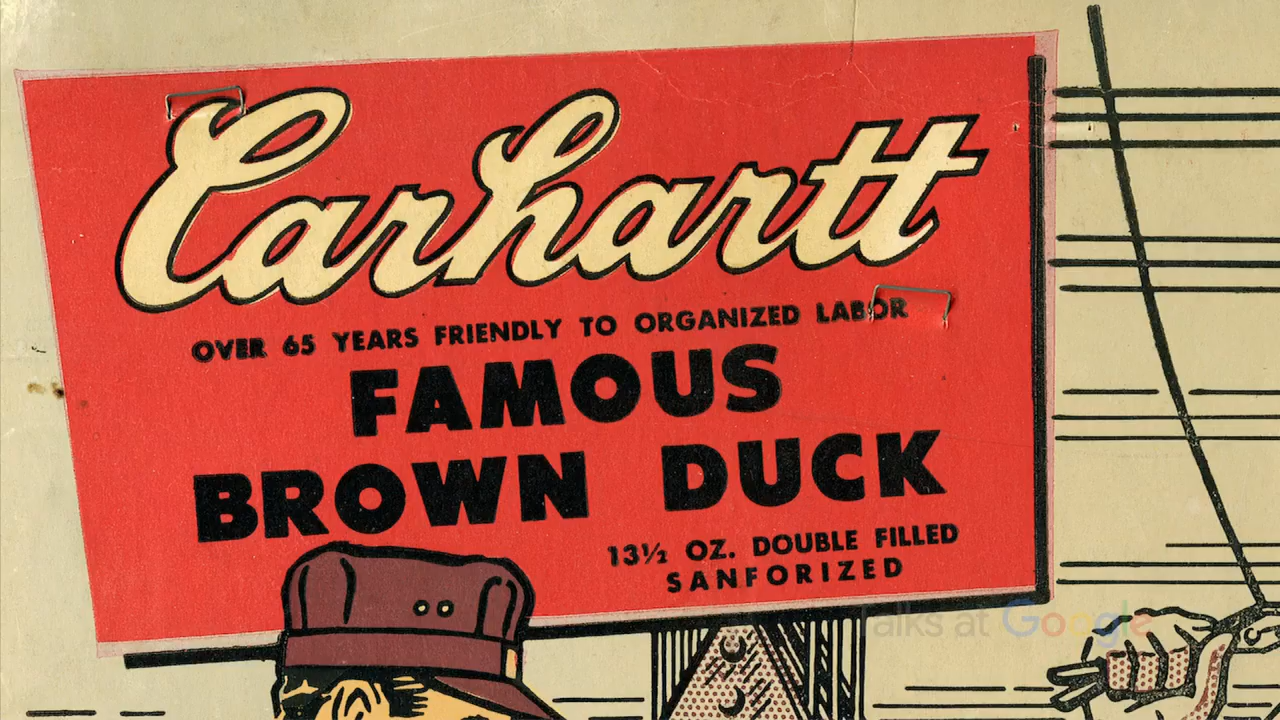 Carhartt
OVER 65 YEARS FRIENDLY TO ORGANIZED LABOR
FAMOUS
BROWN DUCK
13½ OZ. DOUBLE FILLED
SANFORIZED
Talks at Google